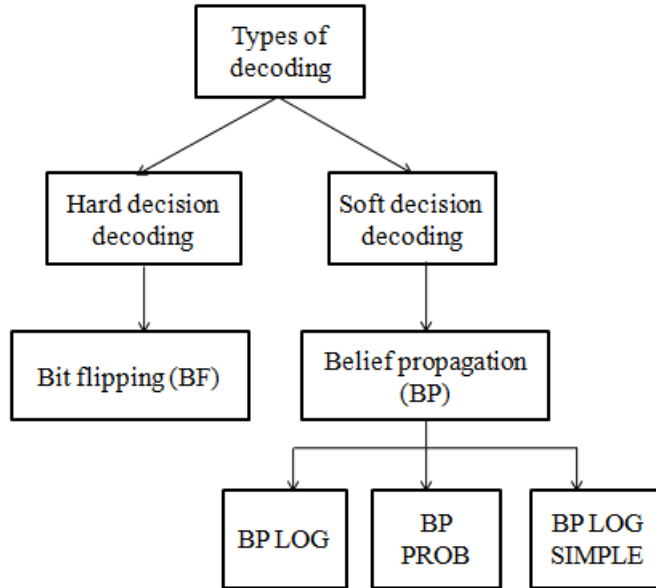 Types of
decoding
Hard decision
decoding
Soft decision
decoding
Bit flipping (BF)
Belief propagation
(BP)
BP LOG
BP
PROB
BP LOG
SIMPLE